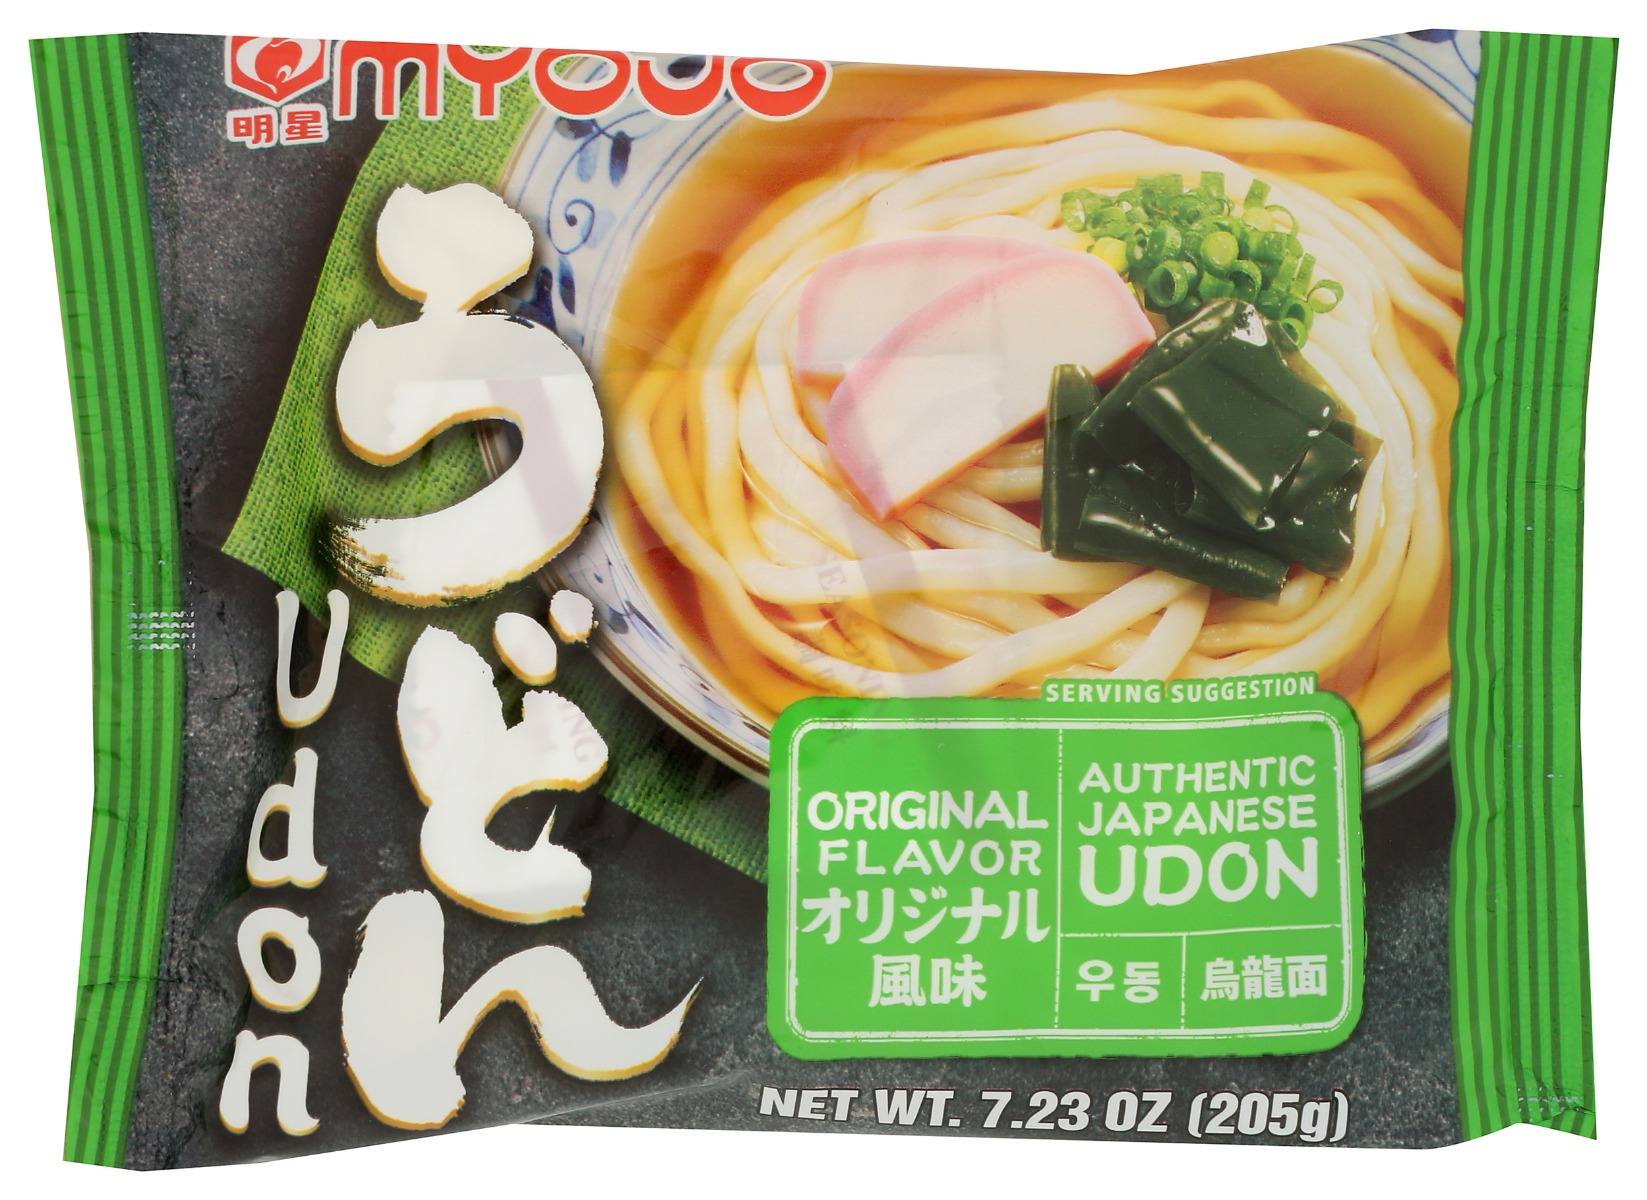 MYOJO
明星
うどん
Udon
SERVING SUGGESTION
ORIGINAL
FLAVOR
オリジナル
風味
AUTHENTIC
JAPANESE
UDON
우동
烏龍面
NET WT. 7.23 OZ (205g)